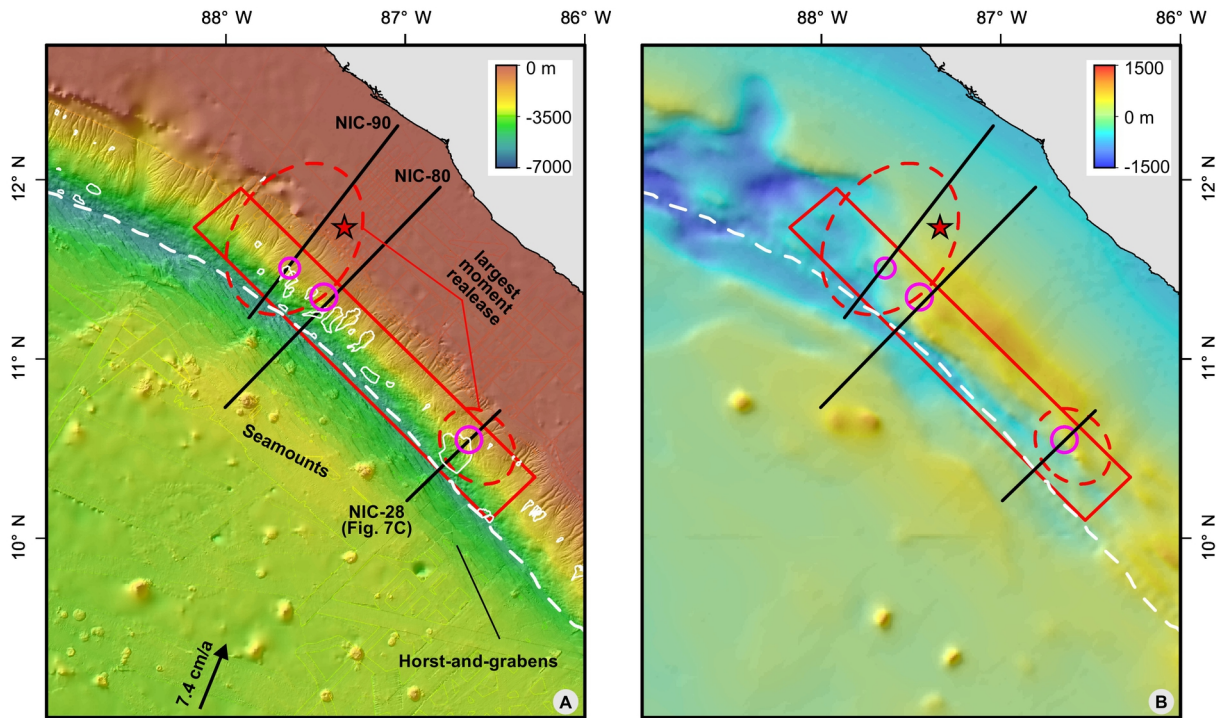 88° W 87° W 86° W
88° W 87° W 86° W
0 m
-3500
-7000
1500
0 m
-1500
NIC-90
NIC-80
12° N
12° N
largest
moment
realease
11° N
11° N
Seamounts
NIC-28
(Fig. 7C)
10° N
10° N
Horst-and-grabens
7.4 cm/a
A
B